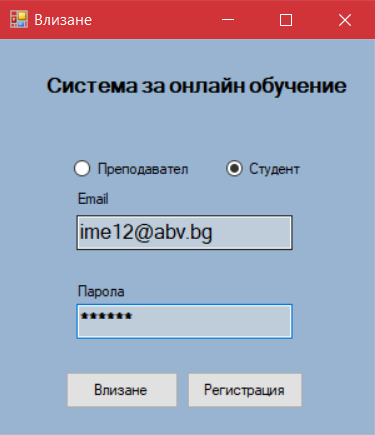 Влизане
Система за онлайн обучение
Преподавател Студент
Email
ime12@abv.bg
Парола
******
Влизане Регистрация